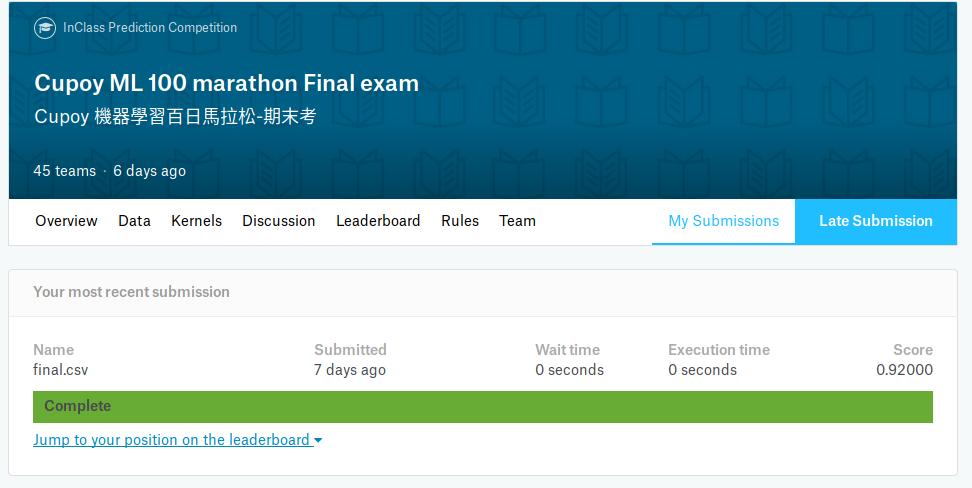 InClass Prediction Competition
Cupoy ML 100 marathon Final exam
Cupoy 機器學習百日馬拉松-期末考
45 teams · 6 days ago
Overview Data Kernels Discussion Leaderboard Rules Team My Submissions Late Submission
Your most recent submission
Name Submitted Wait time Execution time Score
final.csv 7 days ago 0 seconds 0 seconds 0.92000
Complete
Jump to your position on the leaderboard